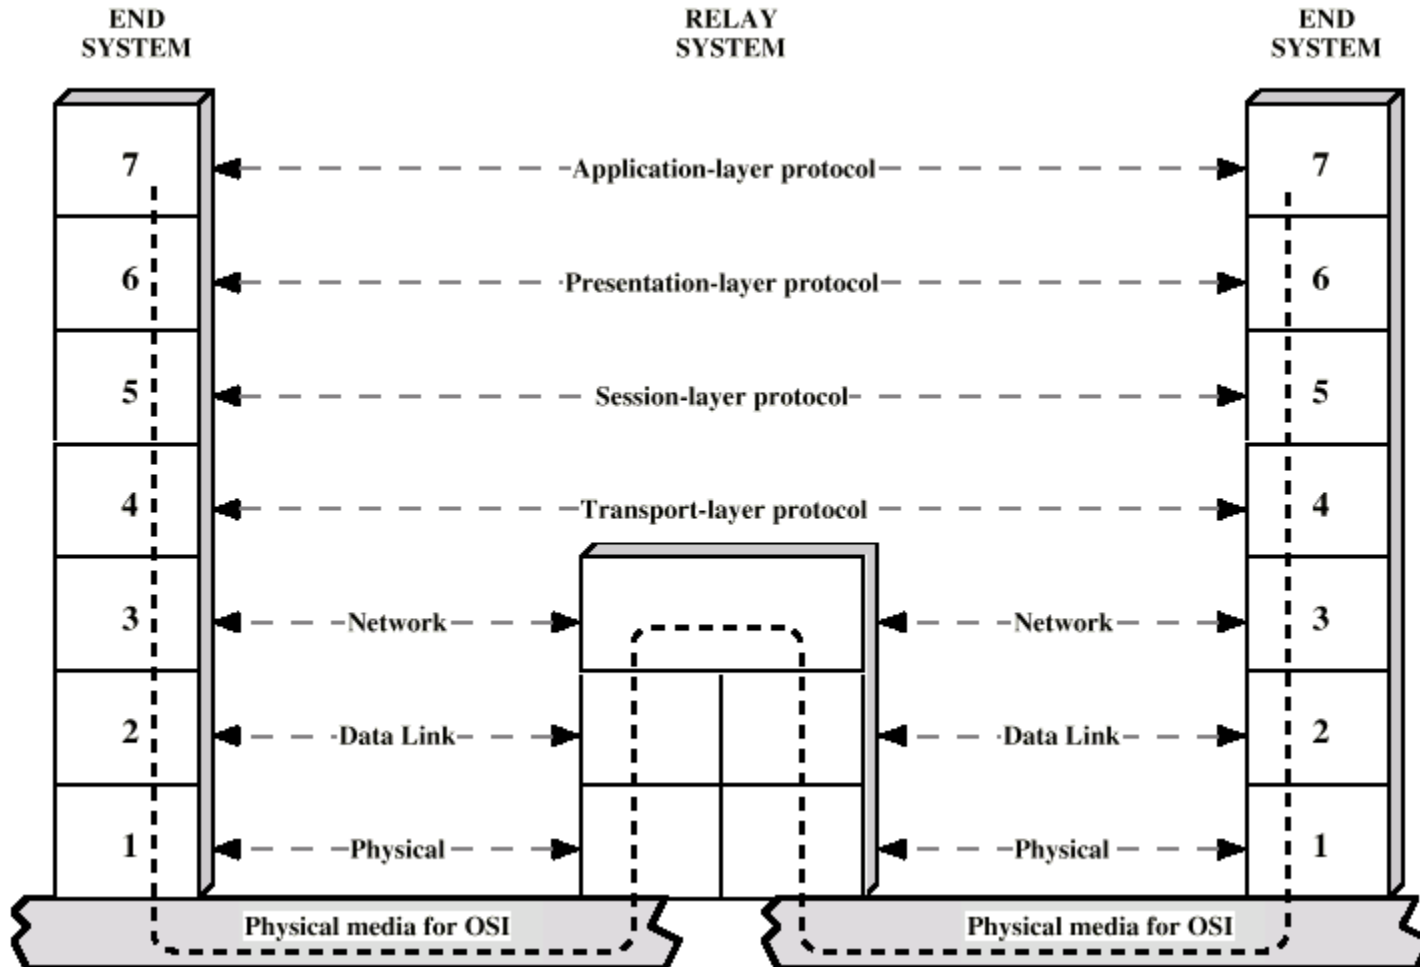 END
SYSTEM
RELAY
SYSTEM
END
SYSTEM
7
Application-layer protocol
7
6
Presentation-layer protocol
6
5
Session-layer protocol
5
4
Transport-layer protocol
4
3
Network
Network
3
2
Data Link
Data Link
2
1
Physical
Physical
1
Physical media for OSI
Physical media for OSI